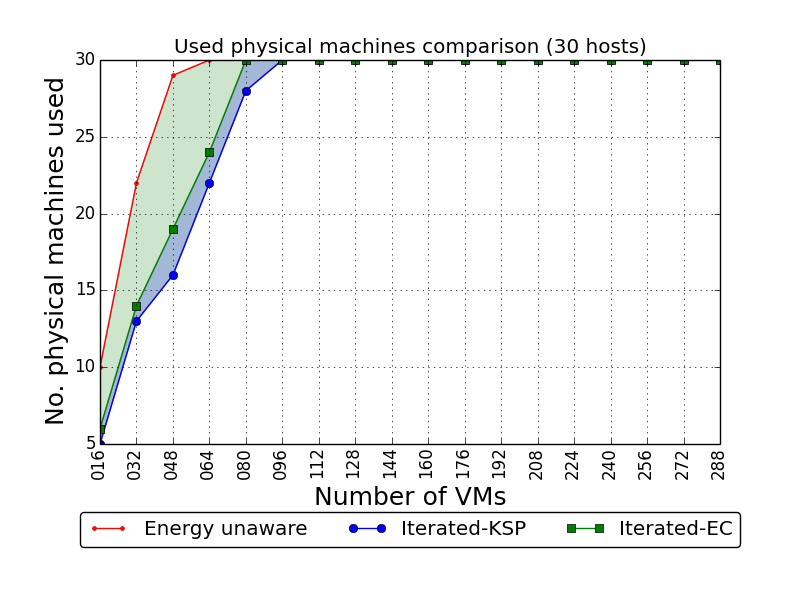 Used physical machines comparison (30 hosts)
No. physical machines used
30
25
20
15
10
5
016 032 048 064 080 096 112 128 144 160 176 192 208 224 240 256 272 288
Number of VMs
Energy unaware Iterated-KSP Iterated-EC